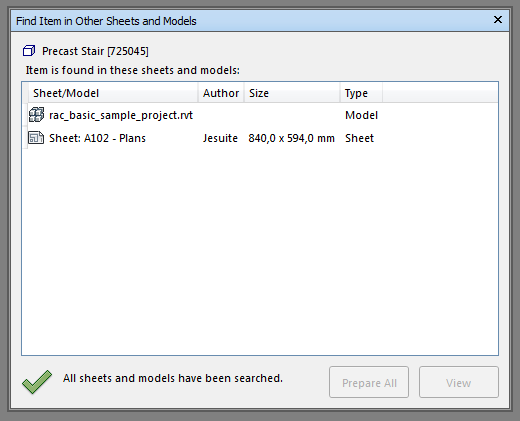 Find Item in Other Sheets and Models
Precast Stair [725045]
Item is found in these sheets and models:
Sheet/Model Author Size Type
rac_basic_sample_project.rvt Model
Sheet: A102 - Plans Jesuite 840,0 x 594,0 mm Sheet
All sheets and models have been searched. Prepare All View